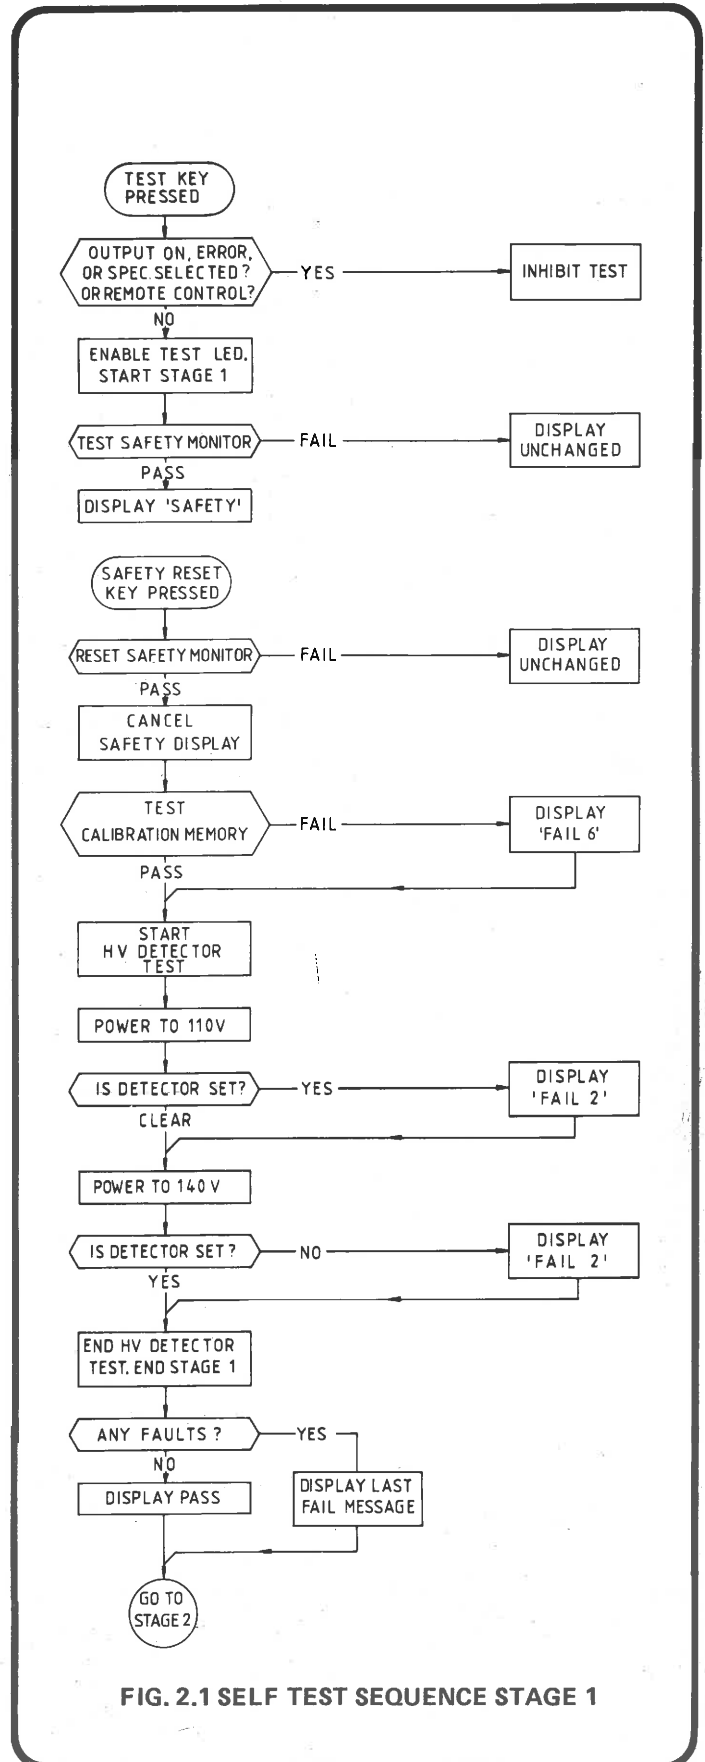 TEST KEY
PRESSED
OUTPUT ON, ERROR,
OR SPEC. SELECTED?
OR REMOTE CONTROL?
YES
INHIBIT TEST
NO
ENABLE TEST LED.
START STAGE 1
TEST SAFETY MONITOR
FAIL
DISPLAY
UNCHANGED
PASS
DISPLAY 'SAFETY'
SAFETY RESET
KEY PRESSED
RESET SAFETY MONITOR
FAIL
DISPLAY
UNCHANGED
PASS
CANCEL
SAFETY DISPLAY
TEST
CALIBRATION MEMORY
FAIL
DISPLAY
'FAIL 6'
PASS
START
HV DETECTOR
TEST
POWER TO 110V
IS DETECTOR SET?
YES
DISPLAY
'FAIL 2'
CLEAR
POWER TO 140 V
IS DETECTOR SET?
NO
DISPLAY
'FAIL 2'
YES
END HV DETECTOR
TEST. END STAGE 1
ANY FAULTS?
YES
NO
DISPLAY PASS
DISPLAY LAST
FAIL MESSAGE
GO TO
STAGE 2
FIG. 2.1 SELF TEST SEQUENCE STAGE 1